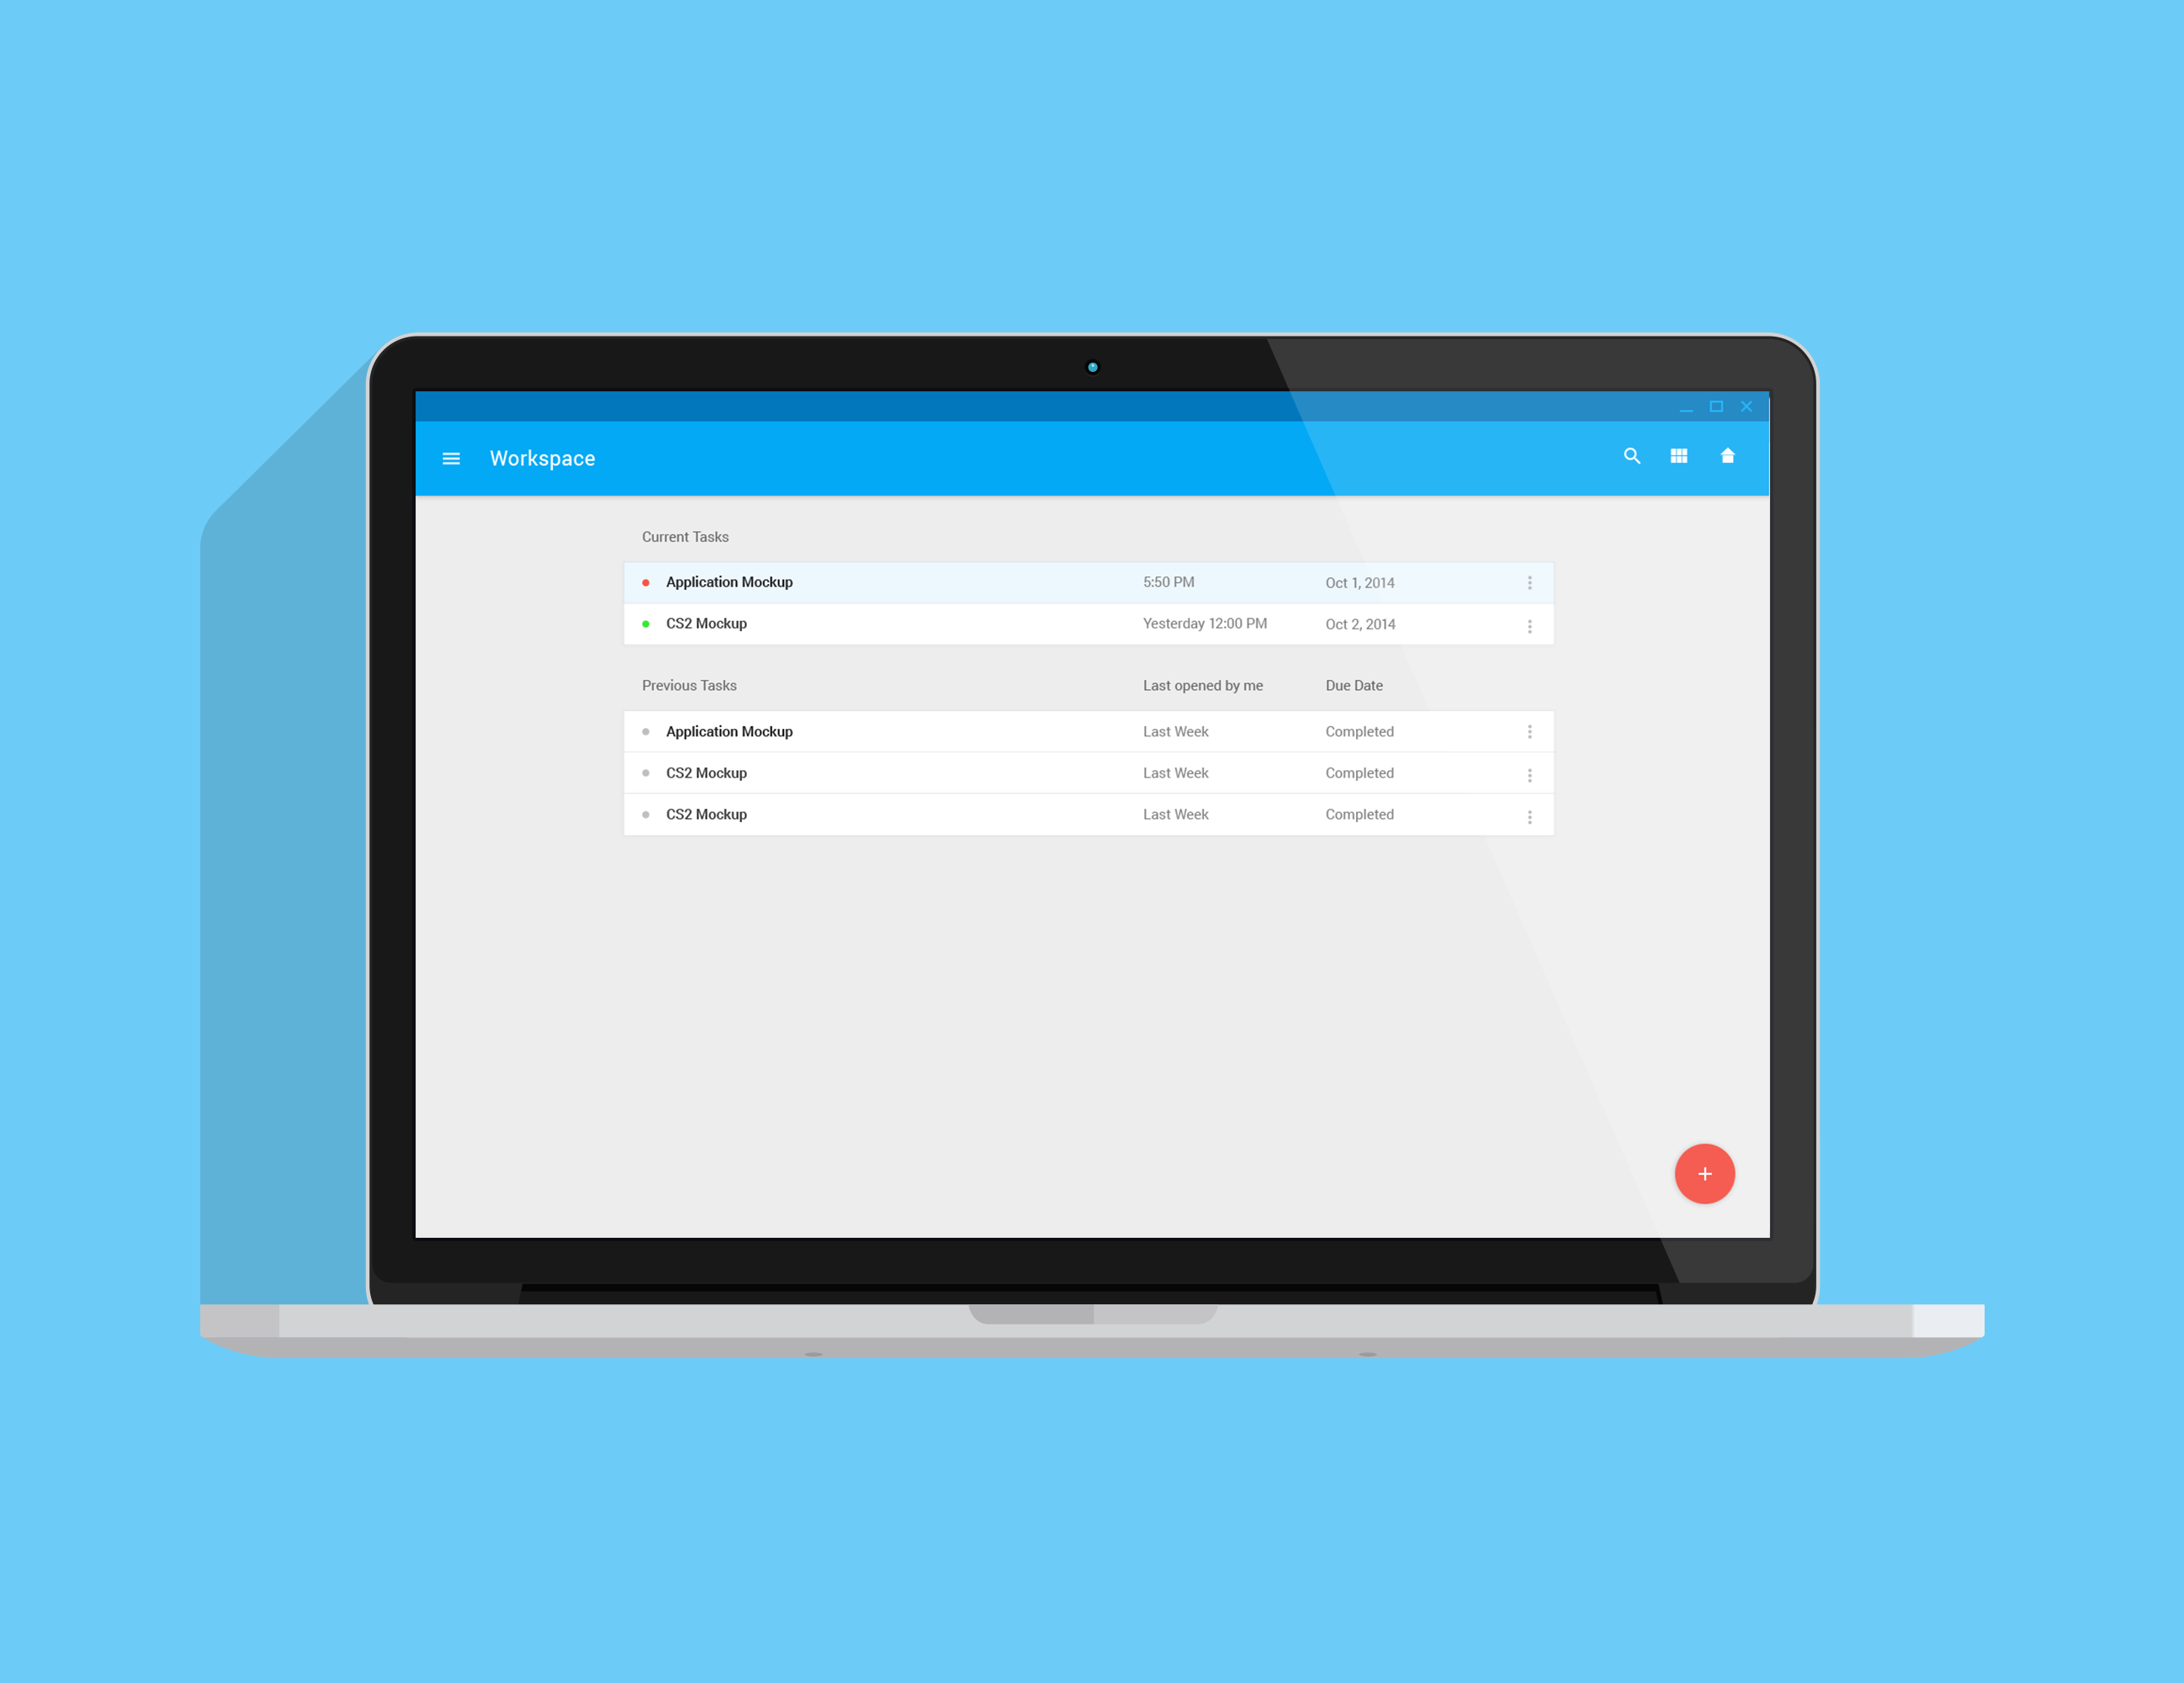 Workspace
Current Tasks
Application Mockup 5:50 PM Oct 1, 2014
CS2 Mockup Yesterday 12:00 PM Oct 2, 2014
Previous Tasks Last opened by me Due Date
Application Mockup Last Week Completed
CS2 Mockup Last Week Completed
CS2 Mockup Last Week Completed